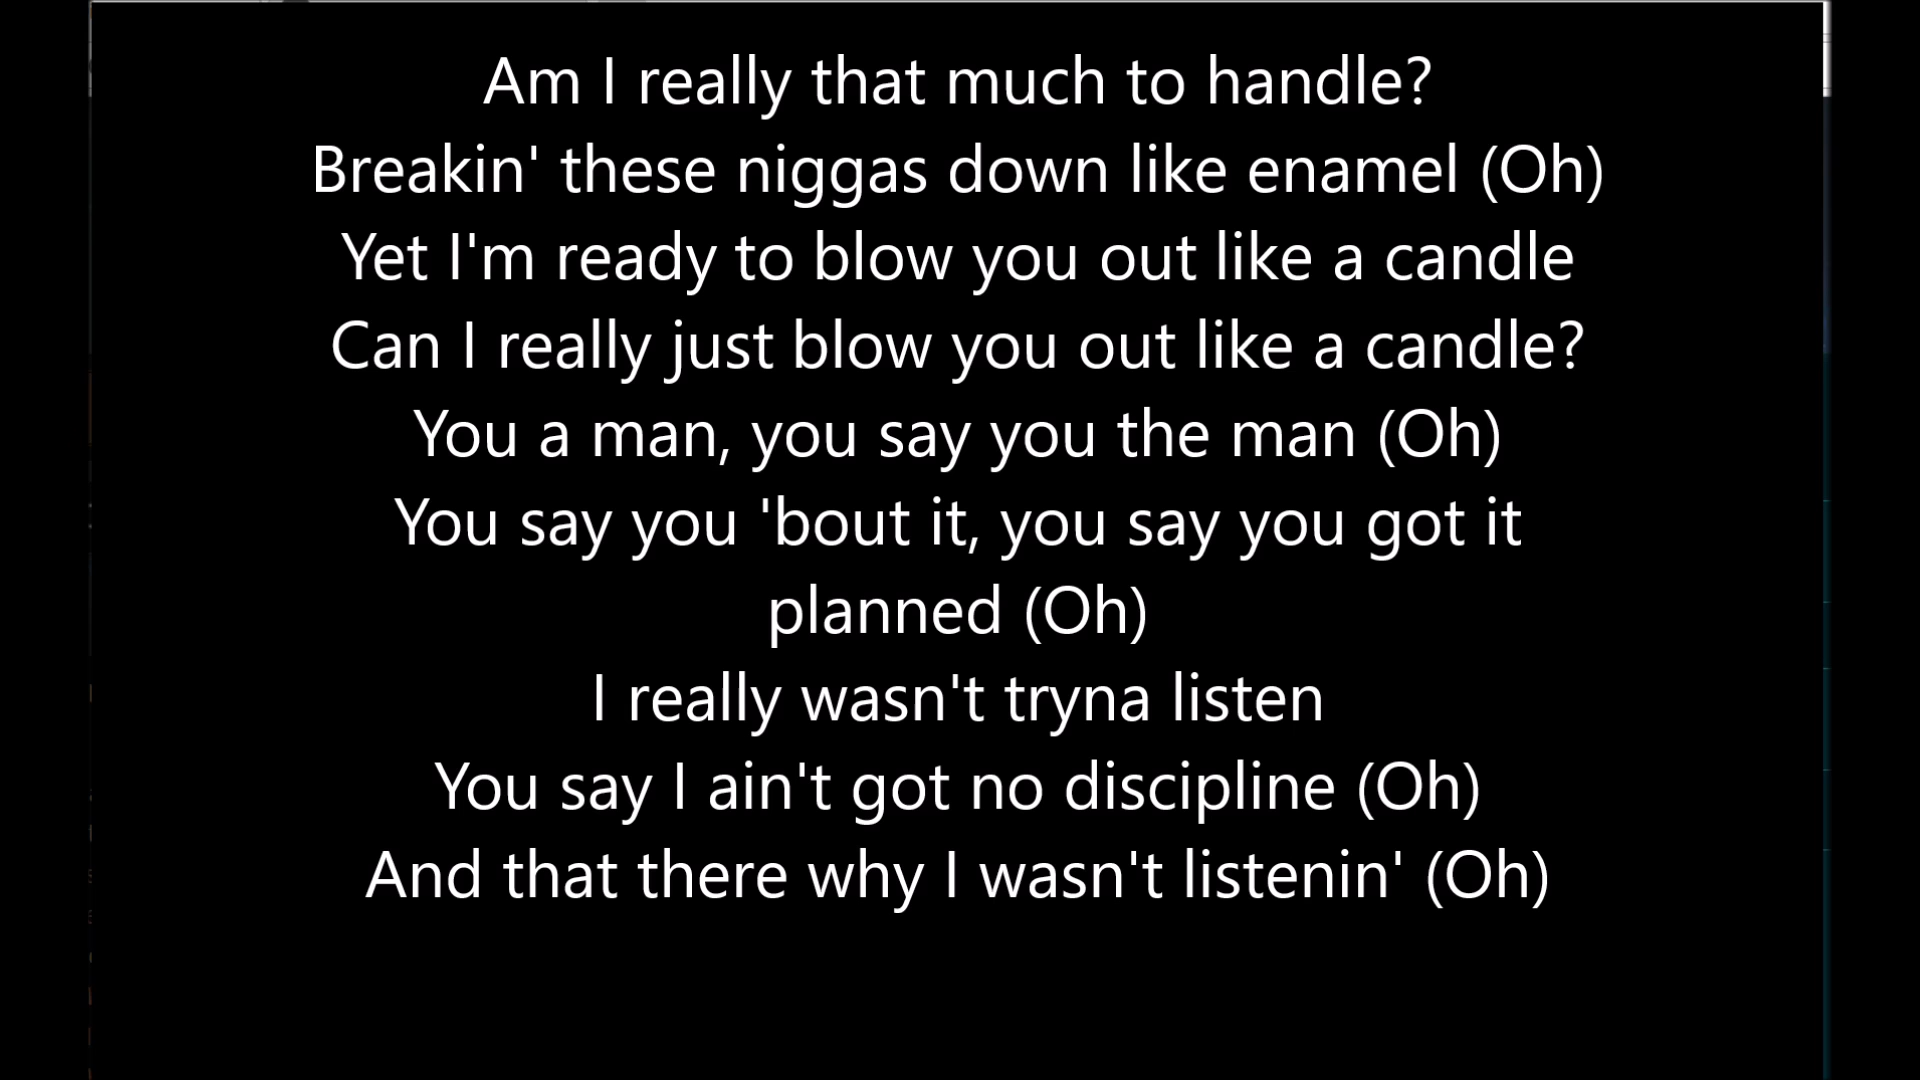 Am I really that much to handle?
Breakin' these niggas down like enamel (Oh)
Yet I'm ready to blow you out like a candle
Can I really just blow you out like a candle?
You a man, you say you the man (Oh)
You say you 'bout it, you say you got it
planned (Oh)
I really wasn't tryna listen
You say I ain't got no discipline (Oh)
And that there why I wasn't listenin' (Oh)